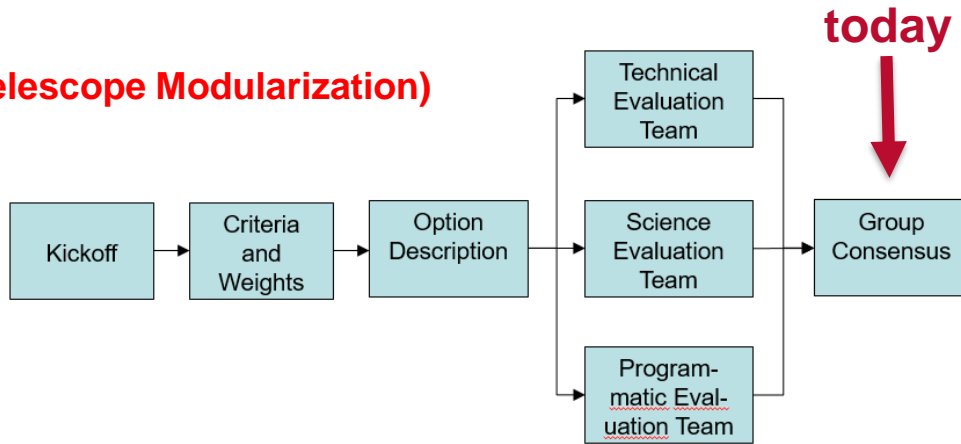 today
elescope Modularization)
Technical
Evaluation
Team
Kickoff
Criteria
and
Weights
Option
Description
Science
Evaluation
Team
Group
Consensus
Program-
matic Eval-
uation Team